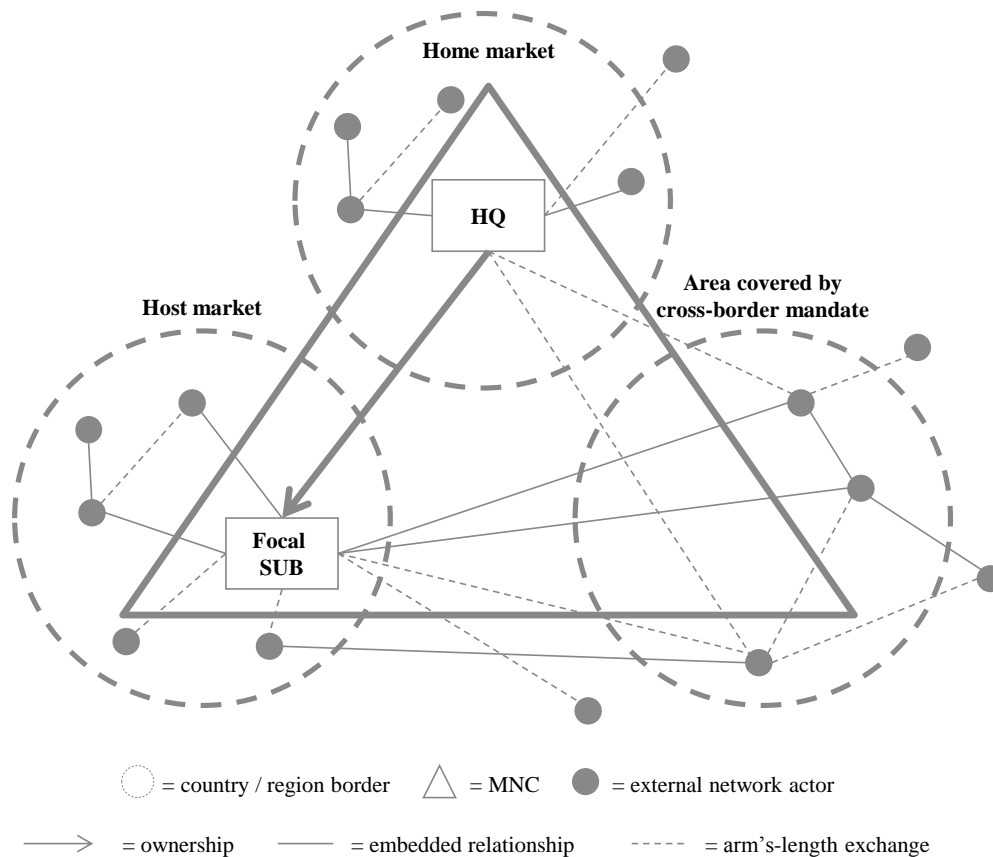 Home market
HQ
Area covered by
cross-border mandate
Host market
Focal
SUB
= country / region border
= MNC
= external network actor
= ownership
= embedded relationship
= arm's-length exchange